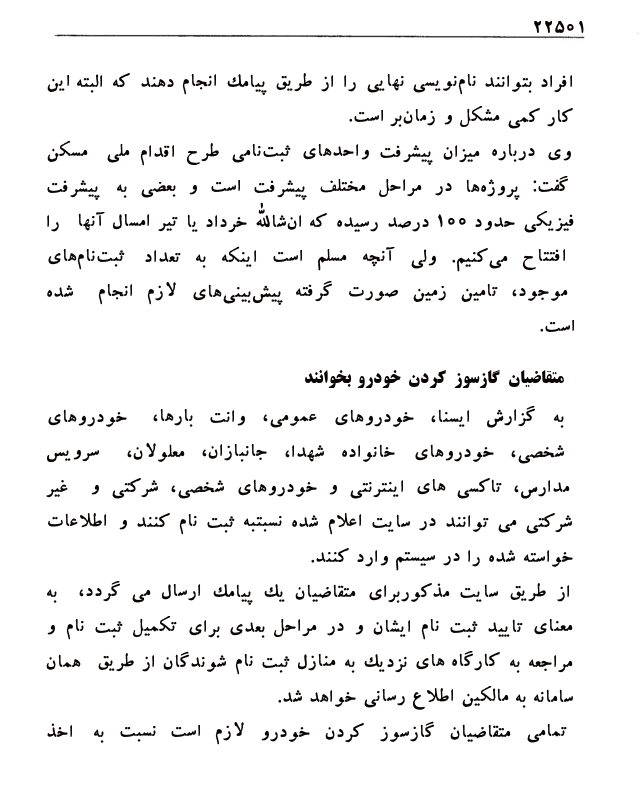 ۲۲۵۰۱
افراد بتوانند نام‌نویسی نهایی را از طریق پیامك انجام دهند که البته این
کار کمی مشکل و زمان‌بر است.
وی درباره میزان پیشرفت واحدهای ثبت‌نامی طرح اقدام ملی مسکن
گفت: پروژه‌ها در مراحل مختلف پیشرفت است و بعضی به پیشرفت
فیزیکی حدود ۱۰۰ درصد رسیده که ان‌شالله خرداد یا تیر امسال آنها را
افتتاح می‌کنیم. ولی آنچه مسلم است اینکه به تعداد ثبت‌نام‌های
موجود، تامین زمین صورت گرفته پیش‌بینی‌های لازم انجام شده
است.
متقاضیان گازسوز کردن خودرو بخوانند
به گزارش ایسنا، خودروهای عمومی، وانت بارها، خودروهای
شخصی، خودروهای خانواده شهدا، جانبازان، معلولان، سرویس
مدارس، تاکسی های اینترنتی و خودروهای شخصی، شرکتی و غیر
شرکتی می توانند در سایت اعلام شده نسبتبه ثبت نام کنند و اطلاعات
خواسته شده را در سیستم وارد کنند.
از طریق سایت مذکوربرای متقاضیان یك پیامك ارسال می گردد، به
معنای تایید ثبت نام ایشان و در مراحل بعدی برای تکمیل ثبت نام و
مراجعه به کارگاه های نزدیك به منازل ثبت نام شوندگان از طریق همان
سامانه به مالکین اطلاع رسانی خواهد شد.
تمامی متقاضیان گازسوز کردن خودرو لازم است نسبت به اخذ